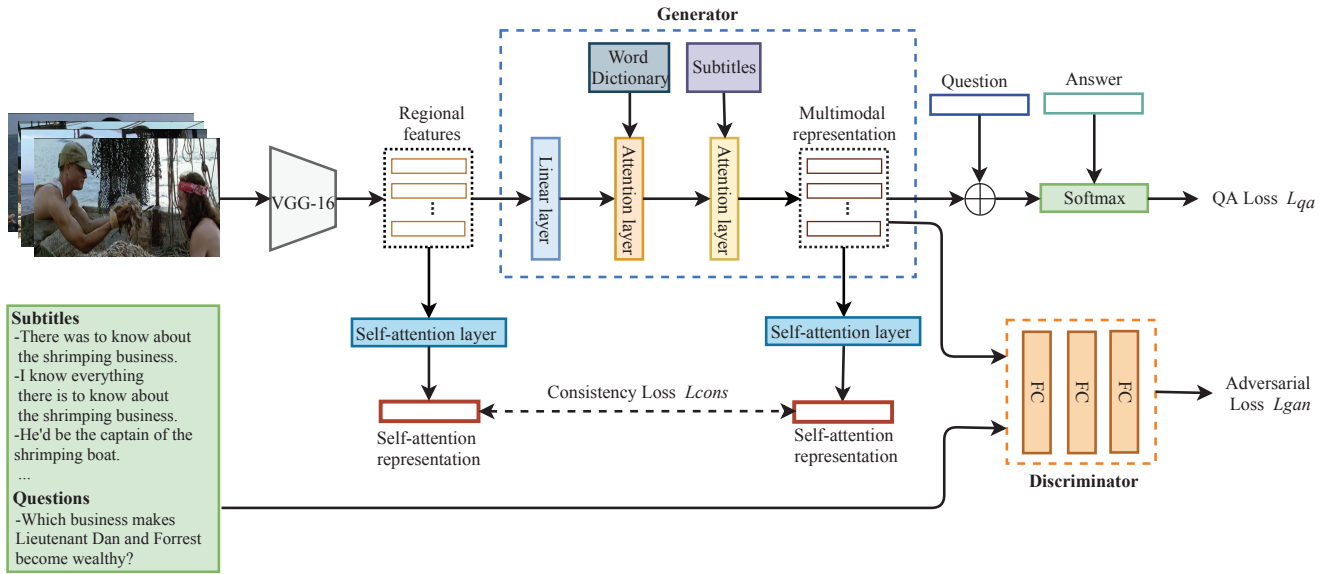 Generator
Word
Dictionary
Subtitles
Question
Answer
Regional
features
Multimodal
representation
VGG-16
Linear layer
Attention layer
Attention layer
Softmax
QA Loss Lqa
...
...
Subtitles
-There was to know about
the shrimping business.
-I know everything
there is to know about
the shrimping business.
-He'd be the captain of the
shrimping boat.
...
Questions
-Which business makes
Lieutenant Dan and Forrest
become wealthy?
Self-attention layer
Self-attention layer
Consistency Loss Lcons
Self-attention
representation
Self-attention
representation
FC
FC
FC
Discriminator
Adversarial
Loss Lgan